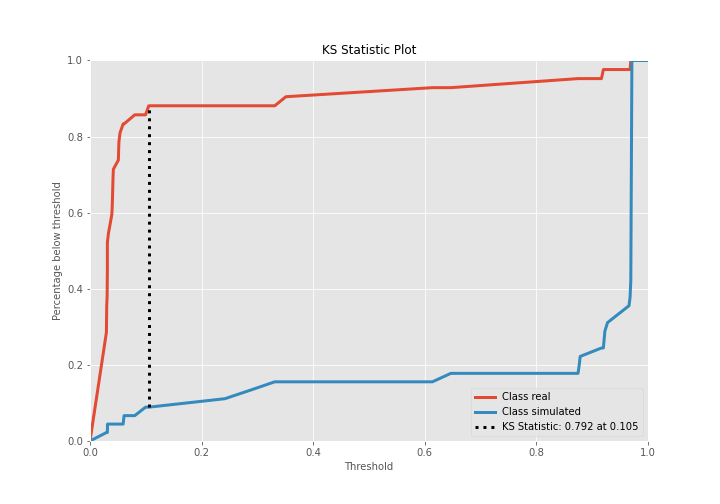 KS Statistic Plot
1.0
0.8
0.6
0.4
0.2
0.0
Percentage below threshold
0.0 0.2 0.4 0.6 0.8 1.0
Threshold
Class real
Class simulated
KS Statistic: 0.792 at 0.105